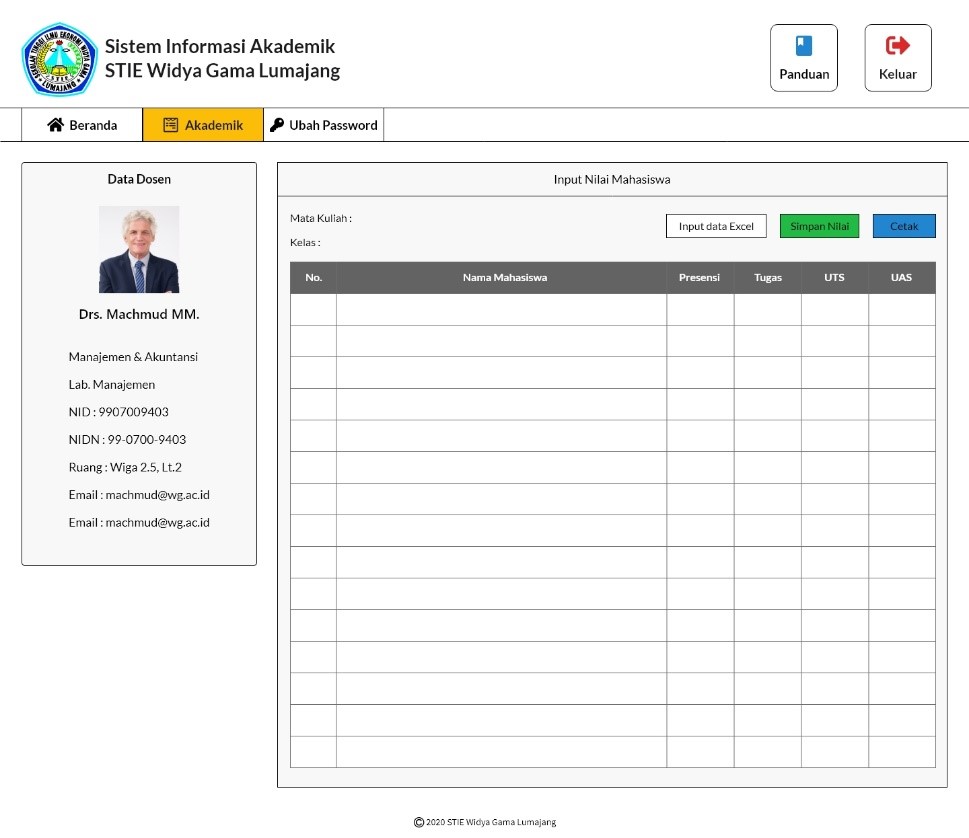 SEKOLAH TINGGI ILMU EKONOMI WIDYA GAMA
STIE
LUMAJANG
Sistem Informasi Akademik
STIE Widya Gama Lumajang
Panduan
Keluar
Beranda
Akademik
Ubah Password
Data Dosen
Drs. Machmud MM.
Manajemen & Akuntansi
Lab. Manajemen
NID : 9907009403
NIDN : 99-0700-9403
Ruang : Wiga 2.5, Lt.2
Email : machmud@wg.ac.id
Email : machmud@wg.ac.id
Input Nilai Mahasiswa
Mata Kuliah :
Kelas :
Input data Excel
Simpan Nilai
Cetak
No. Nama Mahasiswa Presensi Tugas UTS UAS
© 2020 STIE Widya Gama Lumajang